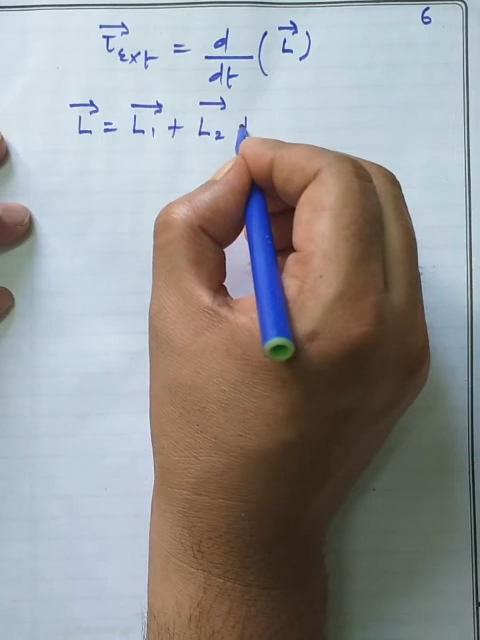 6
τ⃗ₑₓₜ = d/dt (L⃗)
L⃗ = L⃗₁ + L⃗₂